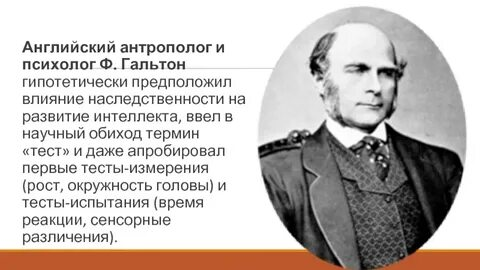 Английский антрополог и
психолог Ф. Гальтон
гипотетически предположил
влияние наследственности на
развитие интеллекта, ввел в
научный обиход термин
«тест» и даже апробировал
первые тесты-измерения
(рост, окружность головы) и
тесты-испытания (время
реакции, сенсорные
различения).